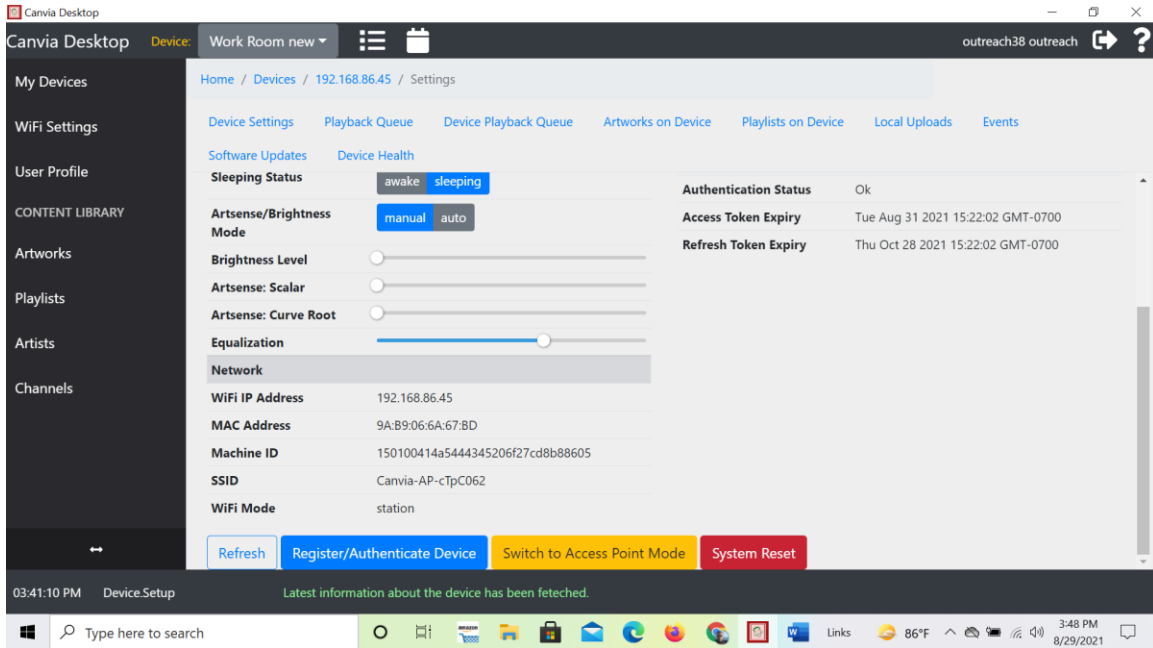 Canvia Desktop
Canvia Desktop Device: Work Room new outreach38 outreach ?
My Devices
WiFi Settings
User Profile
CONTENT LIBRARY
Artworks
Playlists
Artists
Channels
Home / Devices / 192.168.86.45 / Settings
Device Settings Playback Queue Device Playback Queue Artworks on Device Playlists on Device Local Uploads Events
Software Updates Device Health
Sleeping Status awake sleeping
Artsense/Brightness Mode manual auto
Brightness Level
Artsense: Scalar
Artsense: Curve Root
Equalization
Network
WiFi IP Address 192.168.86.45
MAC Address 9A:B9:06:6A:67:BD
Machine ID 150100414a5444345206f27cd8b88605
SSID Canvia-AP-cTpC062
WiFi Mode station
Authentication Status Ok
Access Token Expiry Tue Aug 31 2021 15:22:02 GMT-0700
Refresh Token Expiry Thu Oct 28 2021 15:22:02 GMT-0700
Refresh Register/Authenticate Device Switch to Access Point Mode System Reset
03:41:10 PM Device.Setup Latest information about the device has been feteched.
Type here to search amazon Links 86°F 3:48 PM
8/29/2021